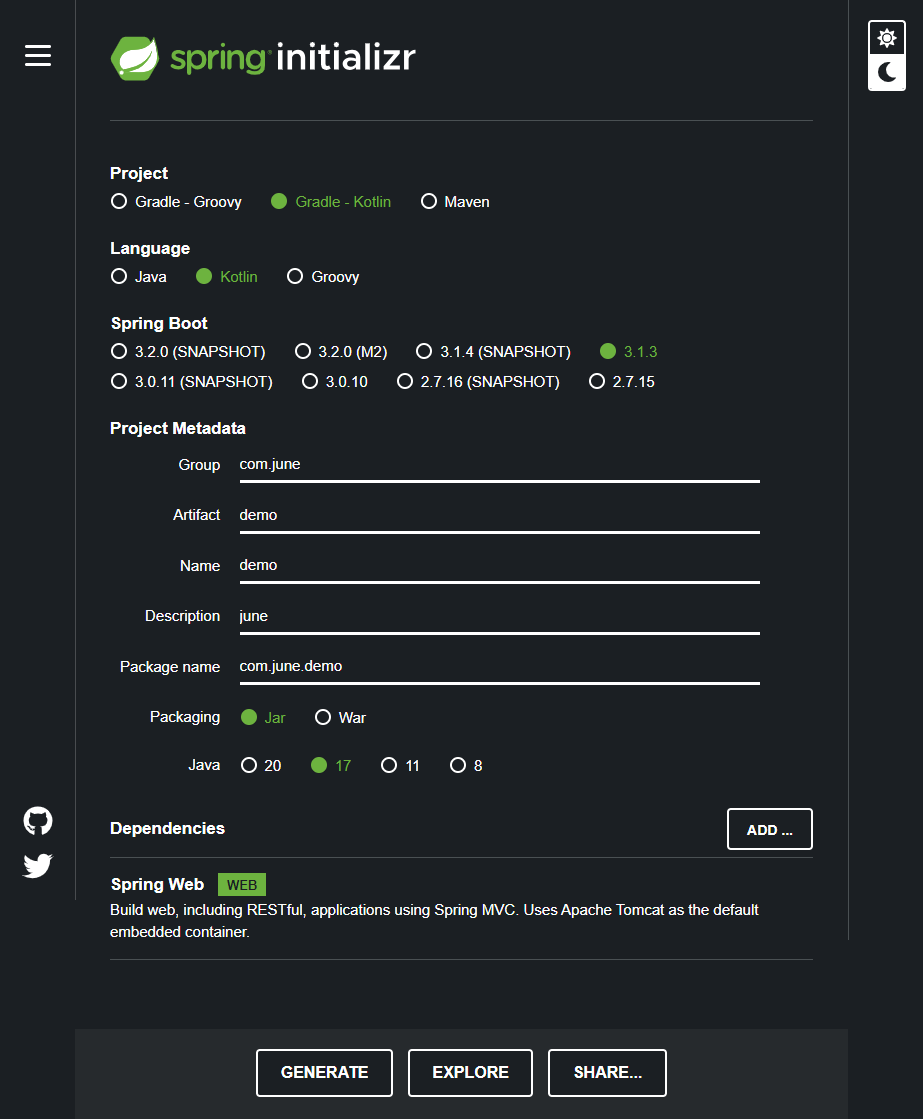 spring initializr
Project
Gradle - Groovy Gradle - Kotlin Maven
Language
Java Kotlin Groovy
Spring Boot
3.2.0 (SNAPSHOT) 3.2.0 (M2) 3.1.4 (SNAPSHOT) 3.1.3
3.0.11 (SNAPSHOT) 3.0.10 2.7.16 (SNAPSHOT) 2.7.15
Project Metadata
Group com.june
Artifact demo
Name demo
Description june
Package name com.june.demo
Packaging Jar War
Java 20 17 11 8
Dependencies ADD ...
Spring Web WEB
Build web, including RESTful, applications using Spring MVC. Uses Apache Tomcat as the default
embedded container.
GENERATE EXPLORE SHARE...